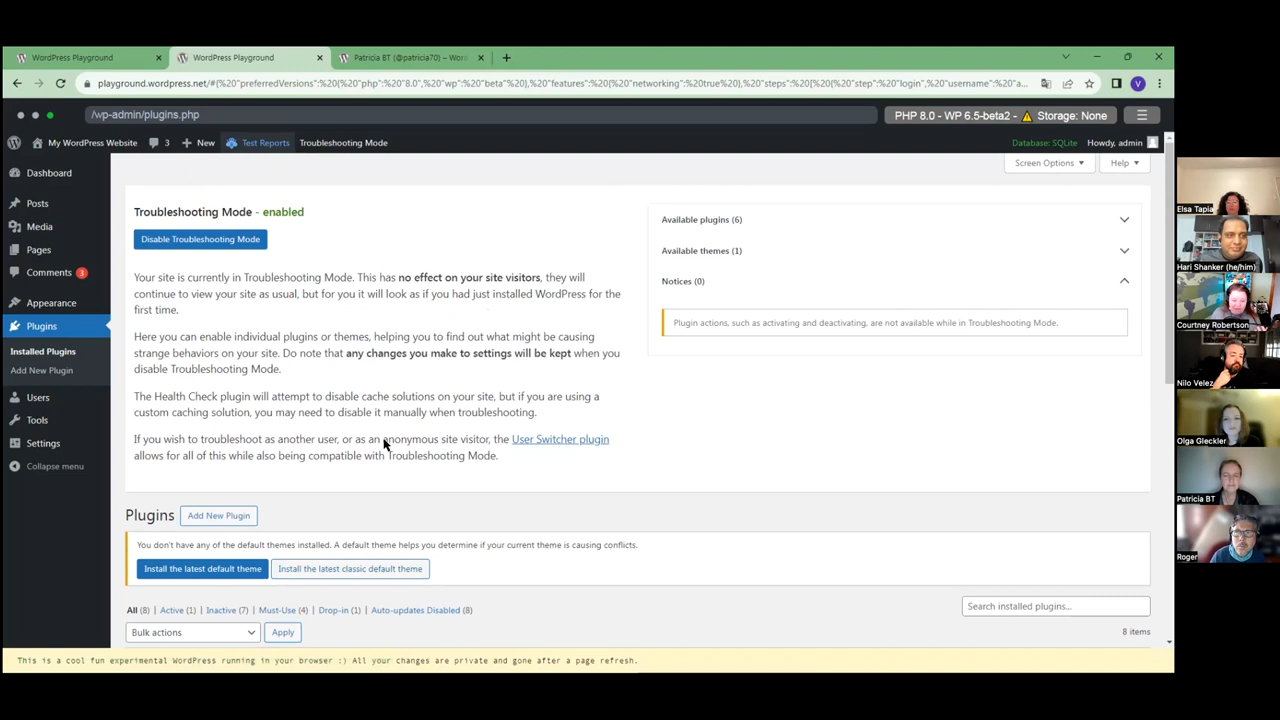 WordPress Playground
WordPress Playground
Patricia BT (@patricia70) – Wor
playground.wordpress.net/#{%20"preferredVersions":%20{%20"php":%20"8.0",%20"wp":%20"beta"},%20"features":%20{%20"networking":%20true},%20"steps":%20[%20{%20"step":%20"login",%20"username":%20"a...
V
/wp-admin/plugins.php
PHP 8.0 - WP 6.5-beta2 - Storage: None
My WordPress Website
3
New
Test Reports
Troubleshooting Mode
Database: SQLite
Howdy, admin
Dashboard
Posts
Media
Pages
Comments 3
Appearance
Plugins
Installed Plugins
Add New Plugin
Users
Tools
Settings
Collapse menu
Screen Options
Help
Troubleshooting Mode - enabled
Disable Troubleshooting Mode
Your site is currently in Troubleshooting Mode. This has no effect on your site visitors, they will
continue to view your site as usual, but for you it will look as if you had just installed WordPress for the
first time.
Here you can enable individual plugins or themes, helping you to find out what might be causing
strange behaviors on your site. Do note that any changes you make to settings will be kept when you
disable Troubleshooting Mode.
The Health Check plugin will attempt to disable cache solutions on your site, but if you are using a
custom caching solution, you may need to disable it manually when troubleshooting.
If you wish to troubleshoot as another user, or as an anonymous site visitor, the User Switcher plugin
allows for all of this while also being compatible with Troubleshooting Mode.
Available plugins (6)
Available themes (1)
Notices (0)
Plugin actions, such as activating and deactivating, are not available while in Troubleshooting Mode.
Plugins
Add New Plugin
You don't have any of the default themes installed. A default theme helps you determine if your current theme is causing conflicts.
Install the latest default theme
Install the latest classic default theme
All (8) | Active (1) | Inactive (7) | Must-Use (4) | Drop-in (1) | Auto-updates Disabled (8)
Search installed plugins...
Bulk actions
Apply
8 items
This is a cool fun experimental WordPress running in your browser :) All your changes are private and gone after a page refresh.
Elsa Tapia
Hari Shanker (he/him)
Courtney Robertson
Nilo Velez
Olga Gleckler
Patricia BT
Roger